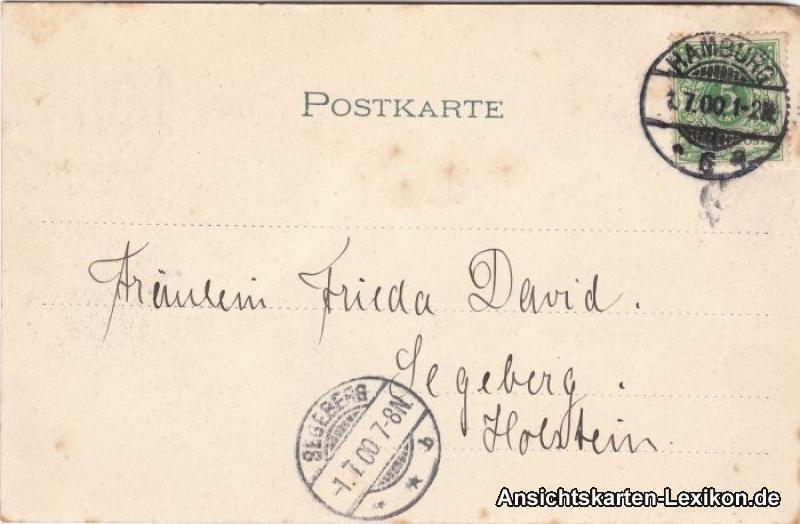 POSTKARTE
HAMBURG
1.7.00.1-2N.
* 6 a.
Fräulein Frieda David.
Segeberg.
Holstein.
SEGEBERG
-1.7.00.7-8N.
* * b
Ansichtskarten-Lexikon.de